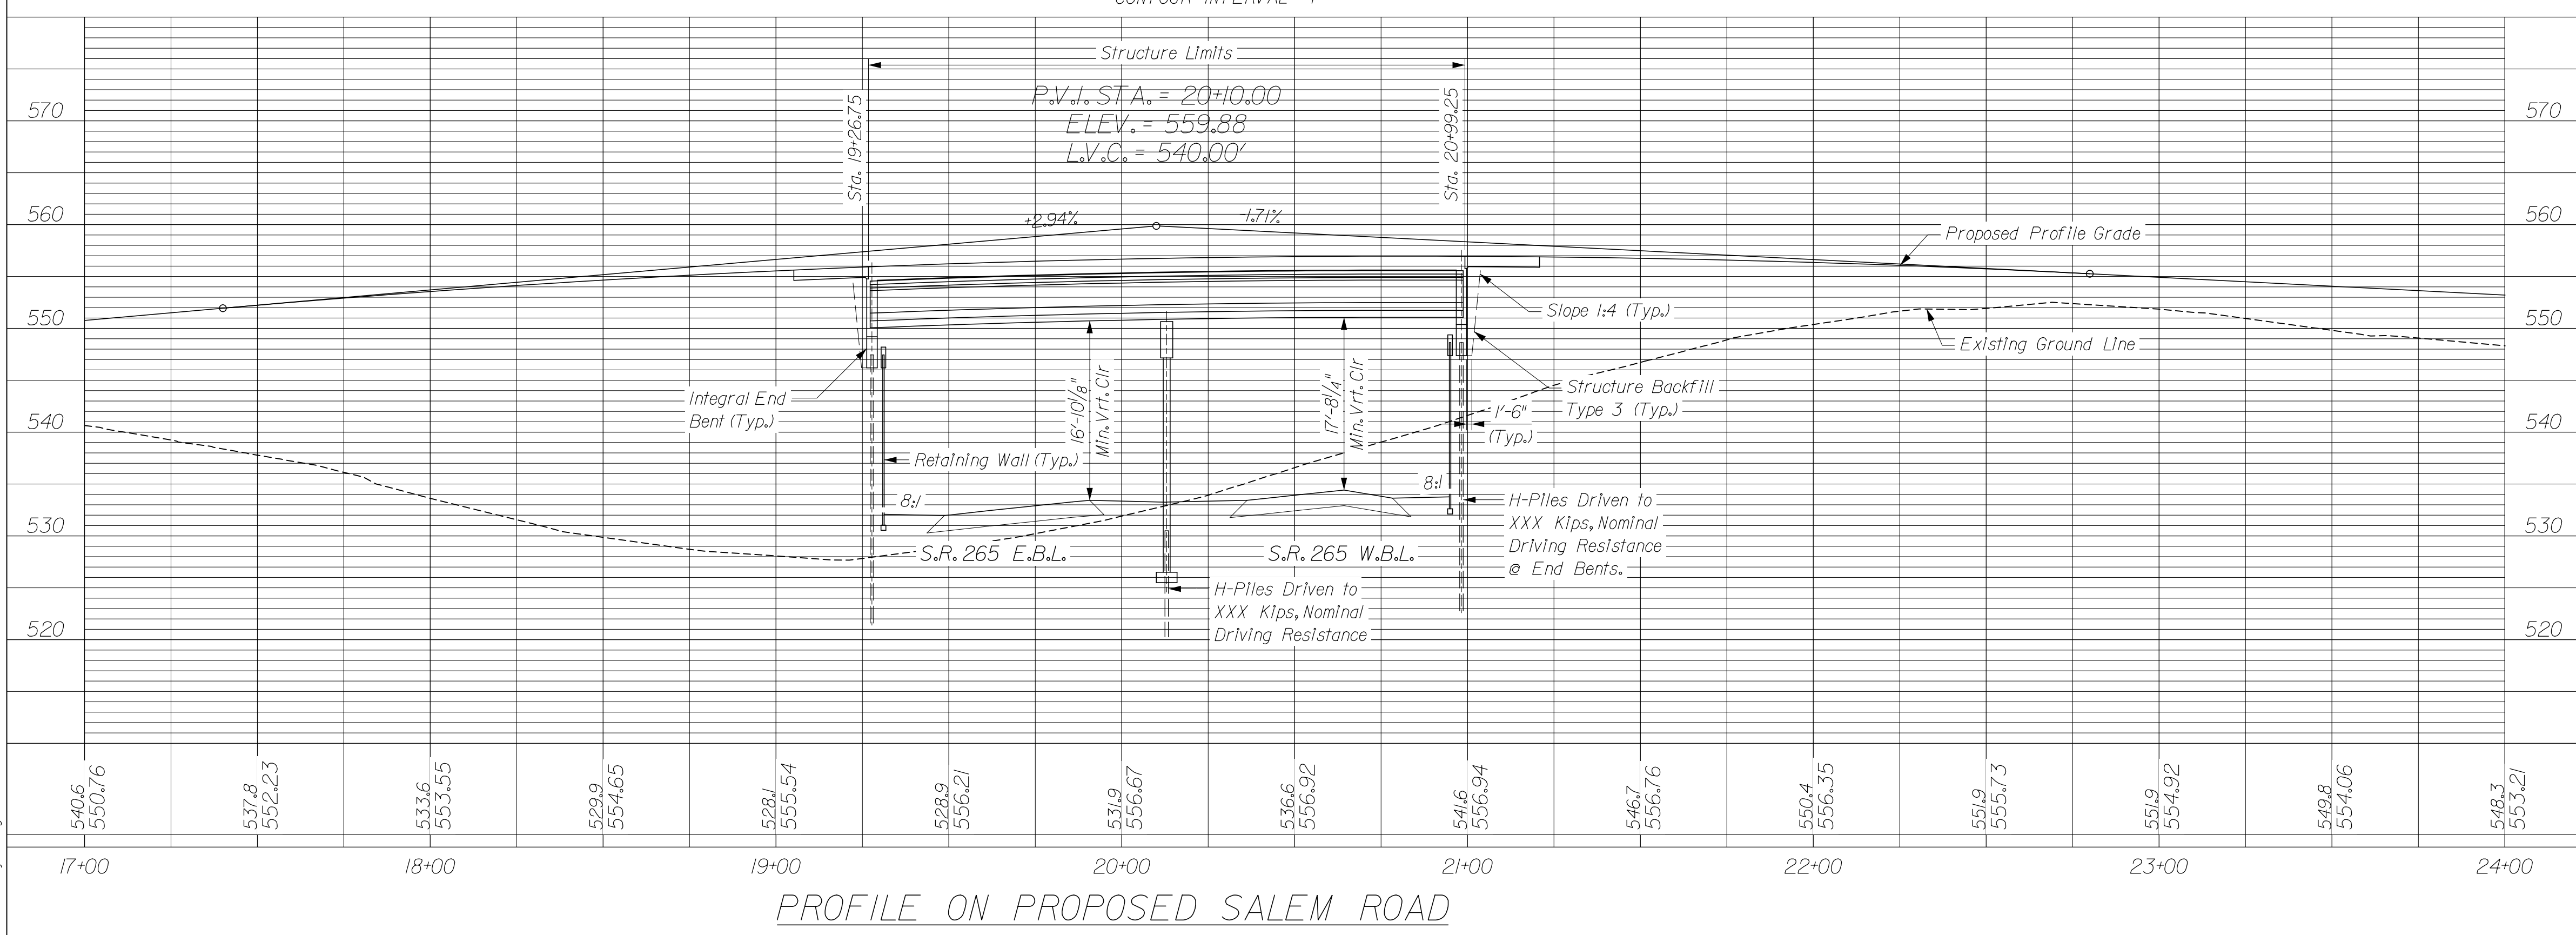 Structure Limits
P.V.I. STA. = 20+10.00
ELEV. = 559.88
L.V.C. = 540.00'
Sta. 19+26.75
Sta. 20+99.25
570
570
560
560
+2.94%
-1.71%
Proposed Profile Grade
550
550
Slope 1:4 (Typ.)
Existing Ground Line
Integral End
Bent (Typ.)
16'-10 1/8"
Min. Vrt. Clr
17'-8 1/4"
Min. Vrt. Clr
Structure Backfill
Type 3 (Typ.)
1'-6"
(Typ.)
540
540
Retaining Wall (Typ.)
8:1
8:1
H-Piles Driven to
XXX Kips, Nominal
Driving Resistance
@ End Bents.
530
530
S.R. 265 E.B.L.
S.R. 265 W.B.L.
H-Piles Driven to
XXX Kips, Nominal
Driving Resistance
520
520
540.6
550.76
537.8
552.23
533.6
553.55
529.9
554.65
528.1
555.54
528.9
556.21
531.9
556.67
536.6
556.92
541.6
556.94
546.7
556.76
550.4
556.35
551.9
555.73
551.9
554.92
549.8
554.06
548.3
553.21
17+00
18+00
19+00
20+00
21+00
22+00
23+00
24+00
PROFILE ON PROPOSED SALEM ROAD